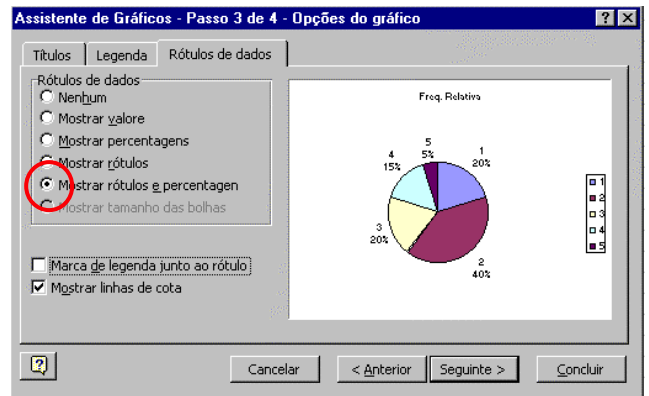 Assistente de Gráficos - Passo 3 de 4 - Opções do gráfico
Títulos
Legenda
Rótulos de dados
Rótulos de dados
Nenhum
Mostrar valore
Mostrar percentagens
Mostrar rótulos
Mostrar rótulos e percentagen
Mostrar tamanho das bolhas
Marca de legenda junto ao rótulo
Mostrar linhas de cota
Freq. Relativa
5
5%
4
15%
1
20%
3
20%
2
40%
1
2
3
4
5
Cancelar
< Anterior
Seguinte >
Concluir